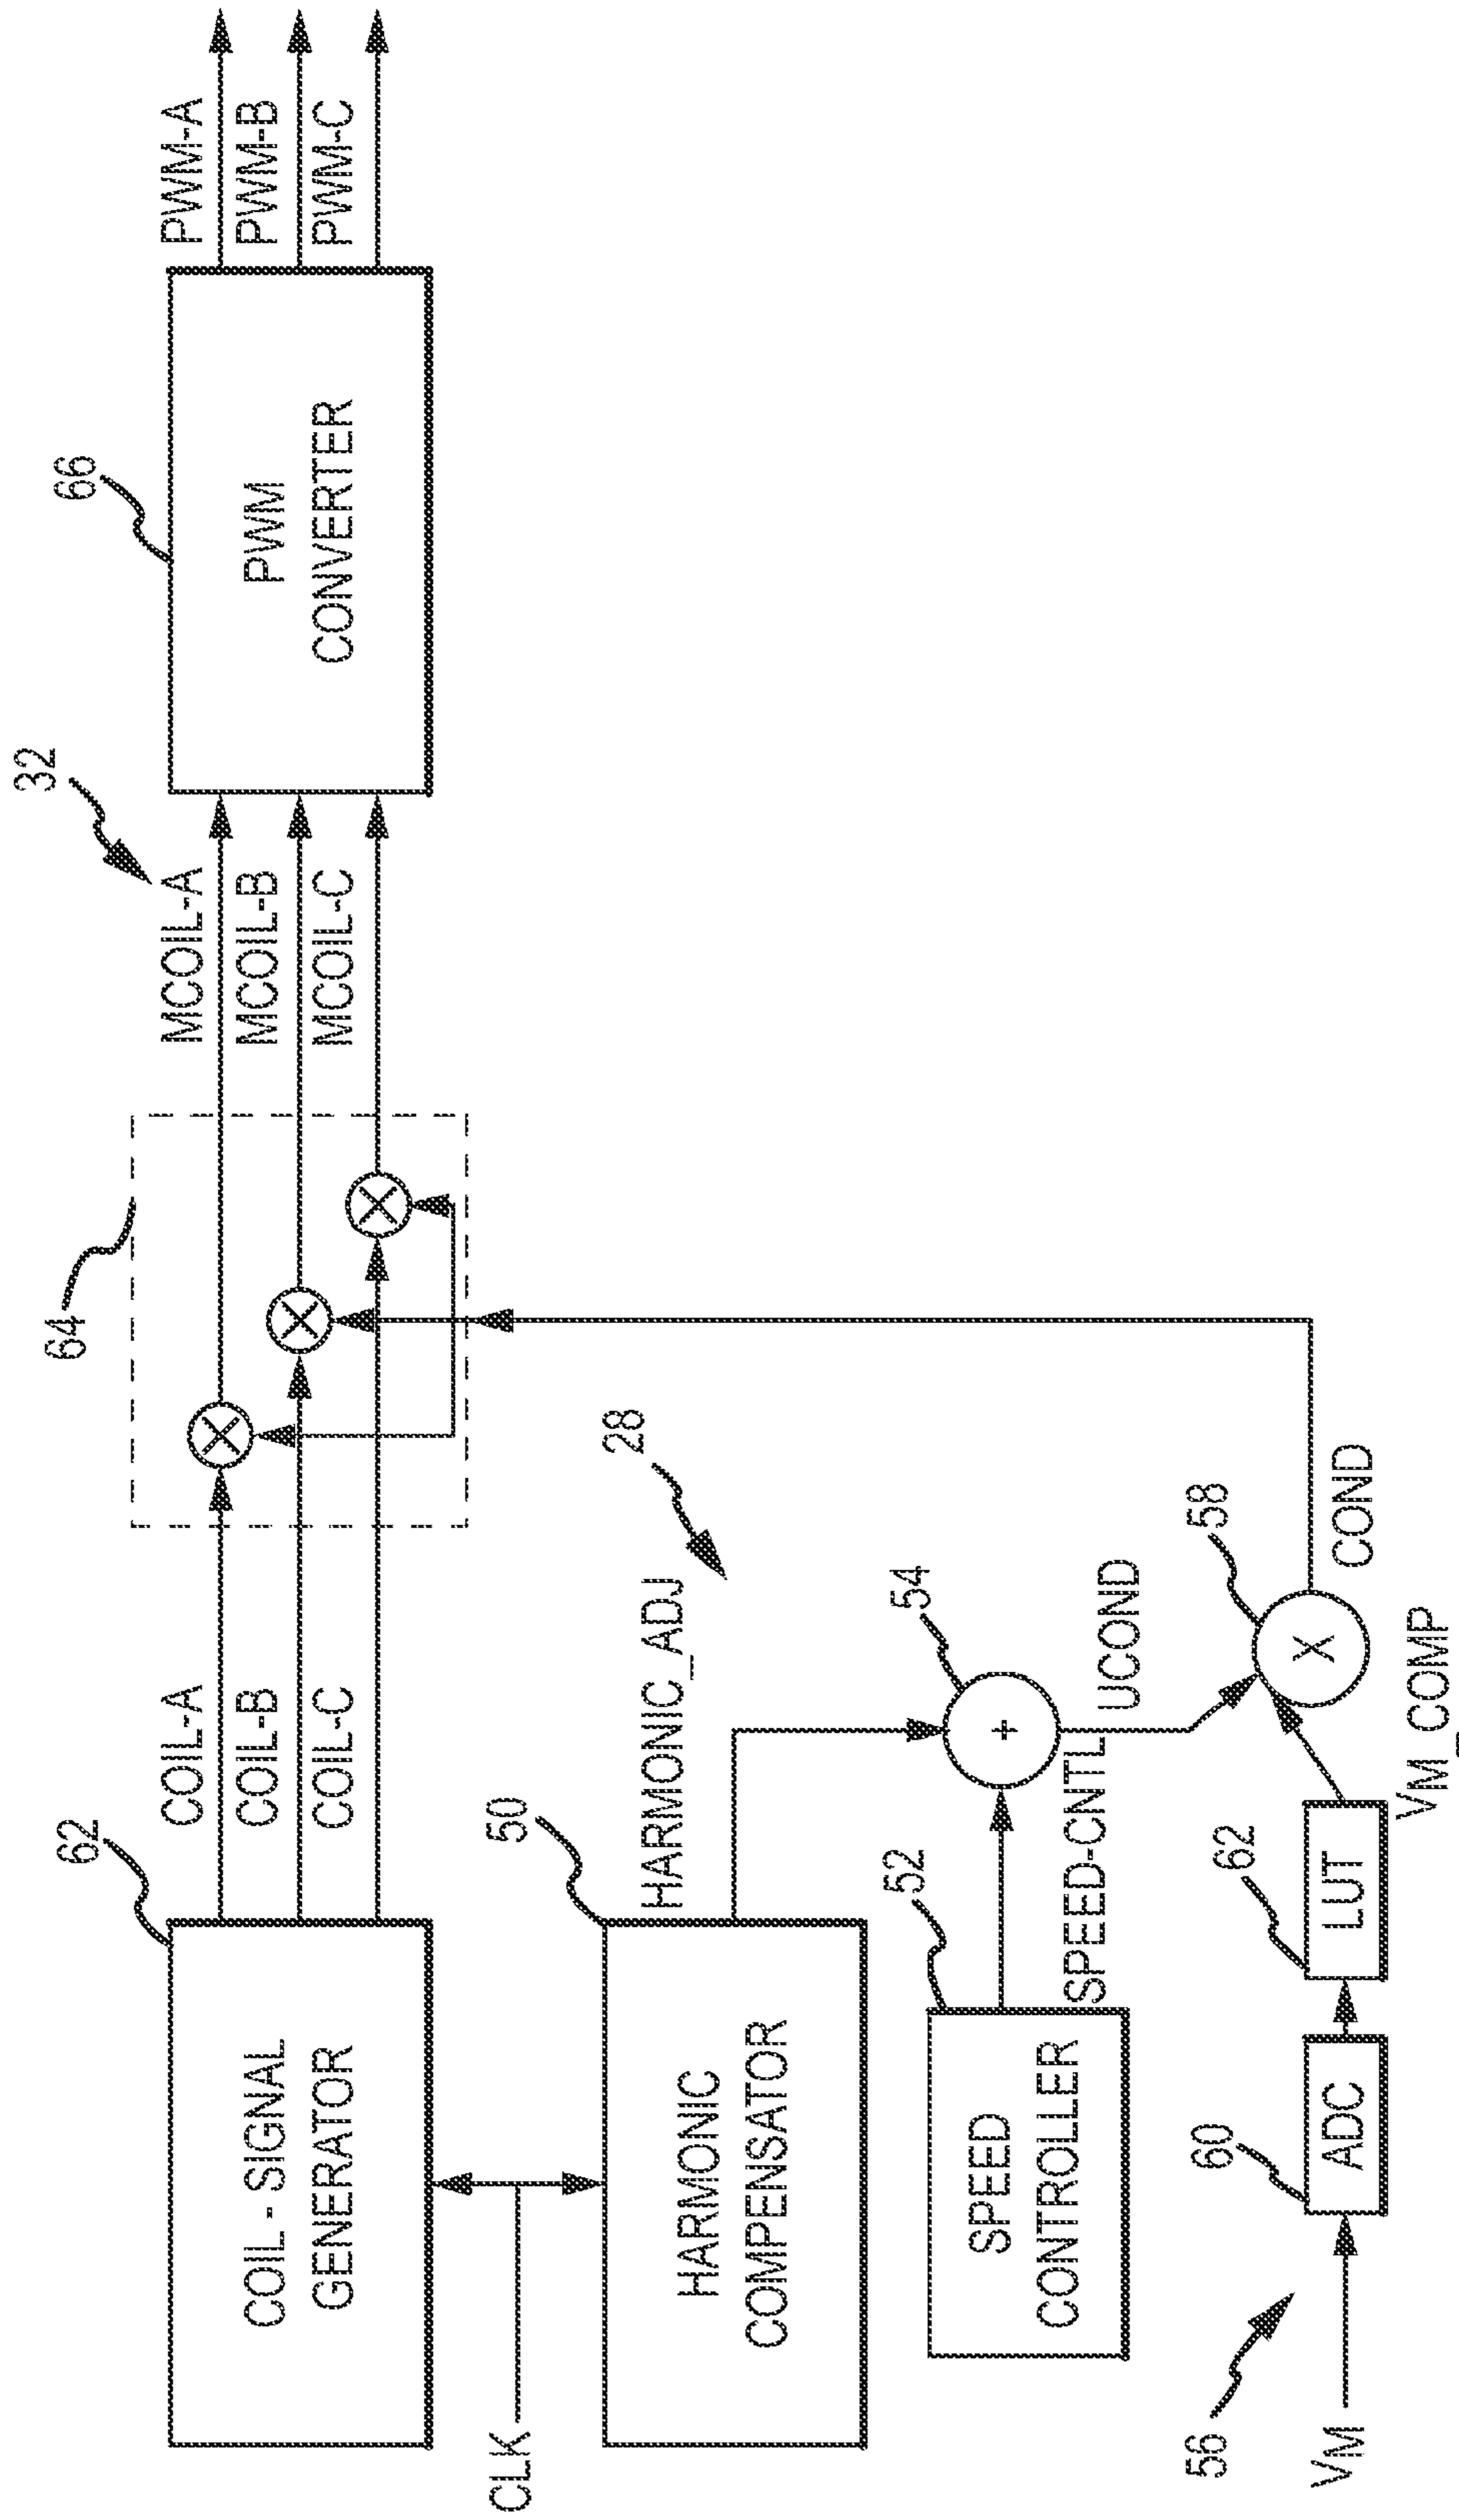 62
COIL - SIGNAL
GENERATOR
COIL-A
COIL-B
COIL-C
64
MCOIL-A
MCOIL-B
MCOIL-C
32
66
PWM
CONVERTER
PWM-A
PWM-B
PWM-C
CLK
50
HARMONIC
COMPENSATOR
HARMONIC_ADJ
28
52
SPEED
CONTROLLER
SPEED-CNTL
54
+
UCOND
58
X
COND
56
VM
60
ADC
62
LUT
VM_COMP